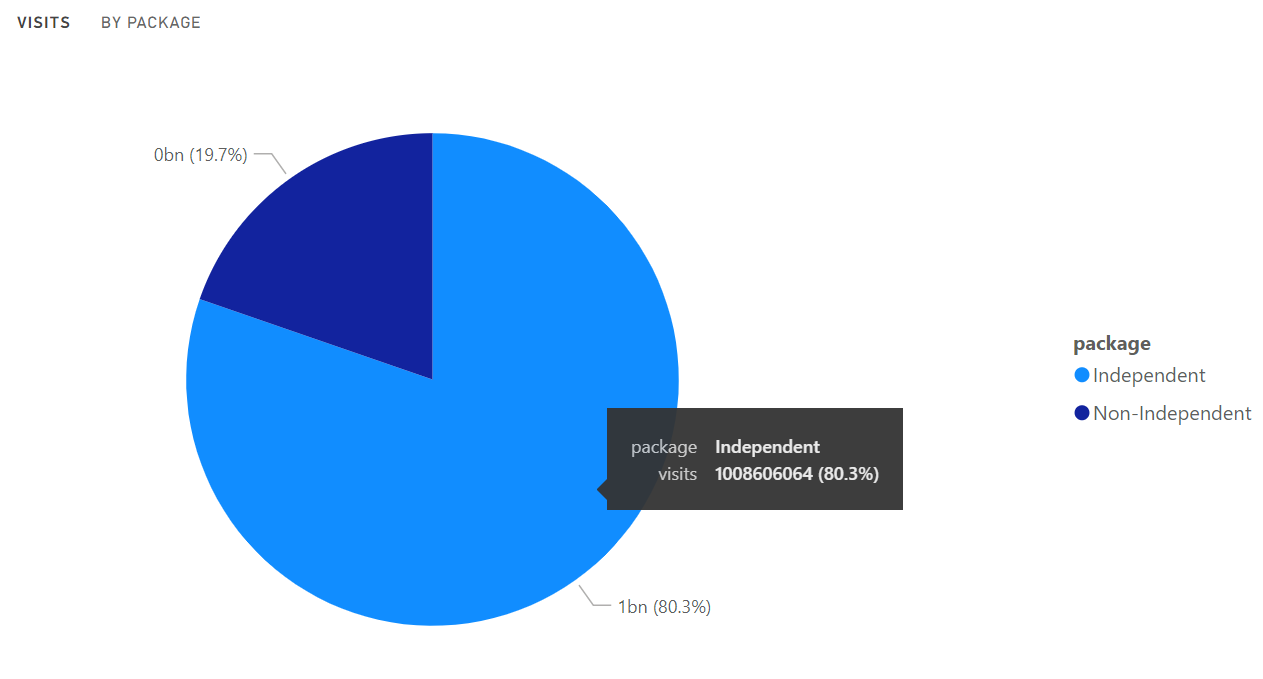 VISITS BY PACKAGE
0bn (19.7%)
package
Independent
Non-Independent
package Independent
visits 1008606064 (80.3%)
1bn (80.3%)